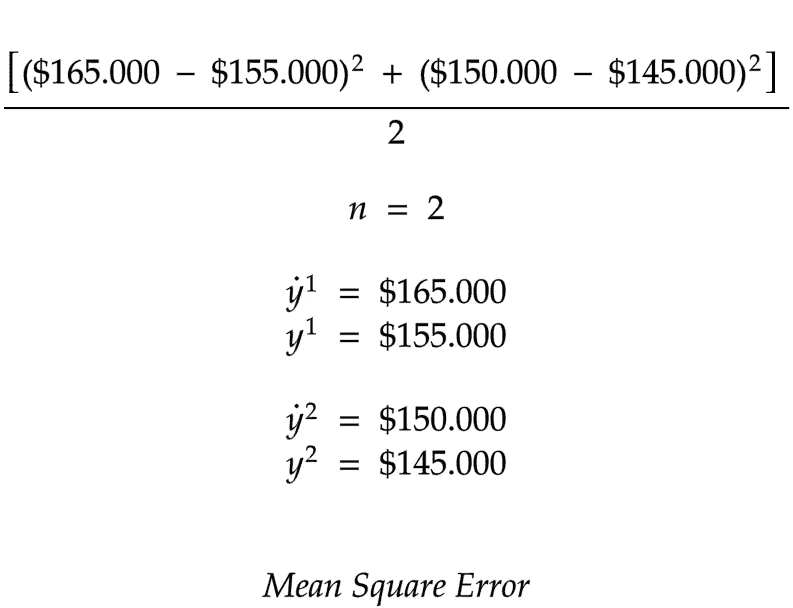 [($165.000 − $155.000)² + ($150.000 − $145.000)²]
2
n = 2
ẏ¹ = $165.000
y¹ = $155.000
ẏ² = $150.000
y² = $145.000
Mean Square Error